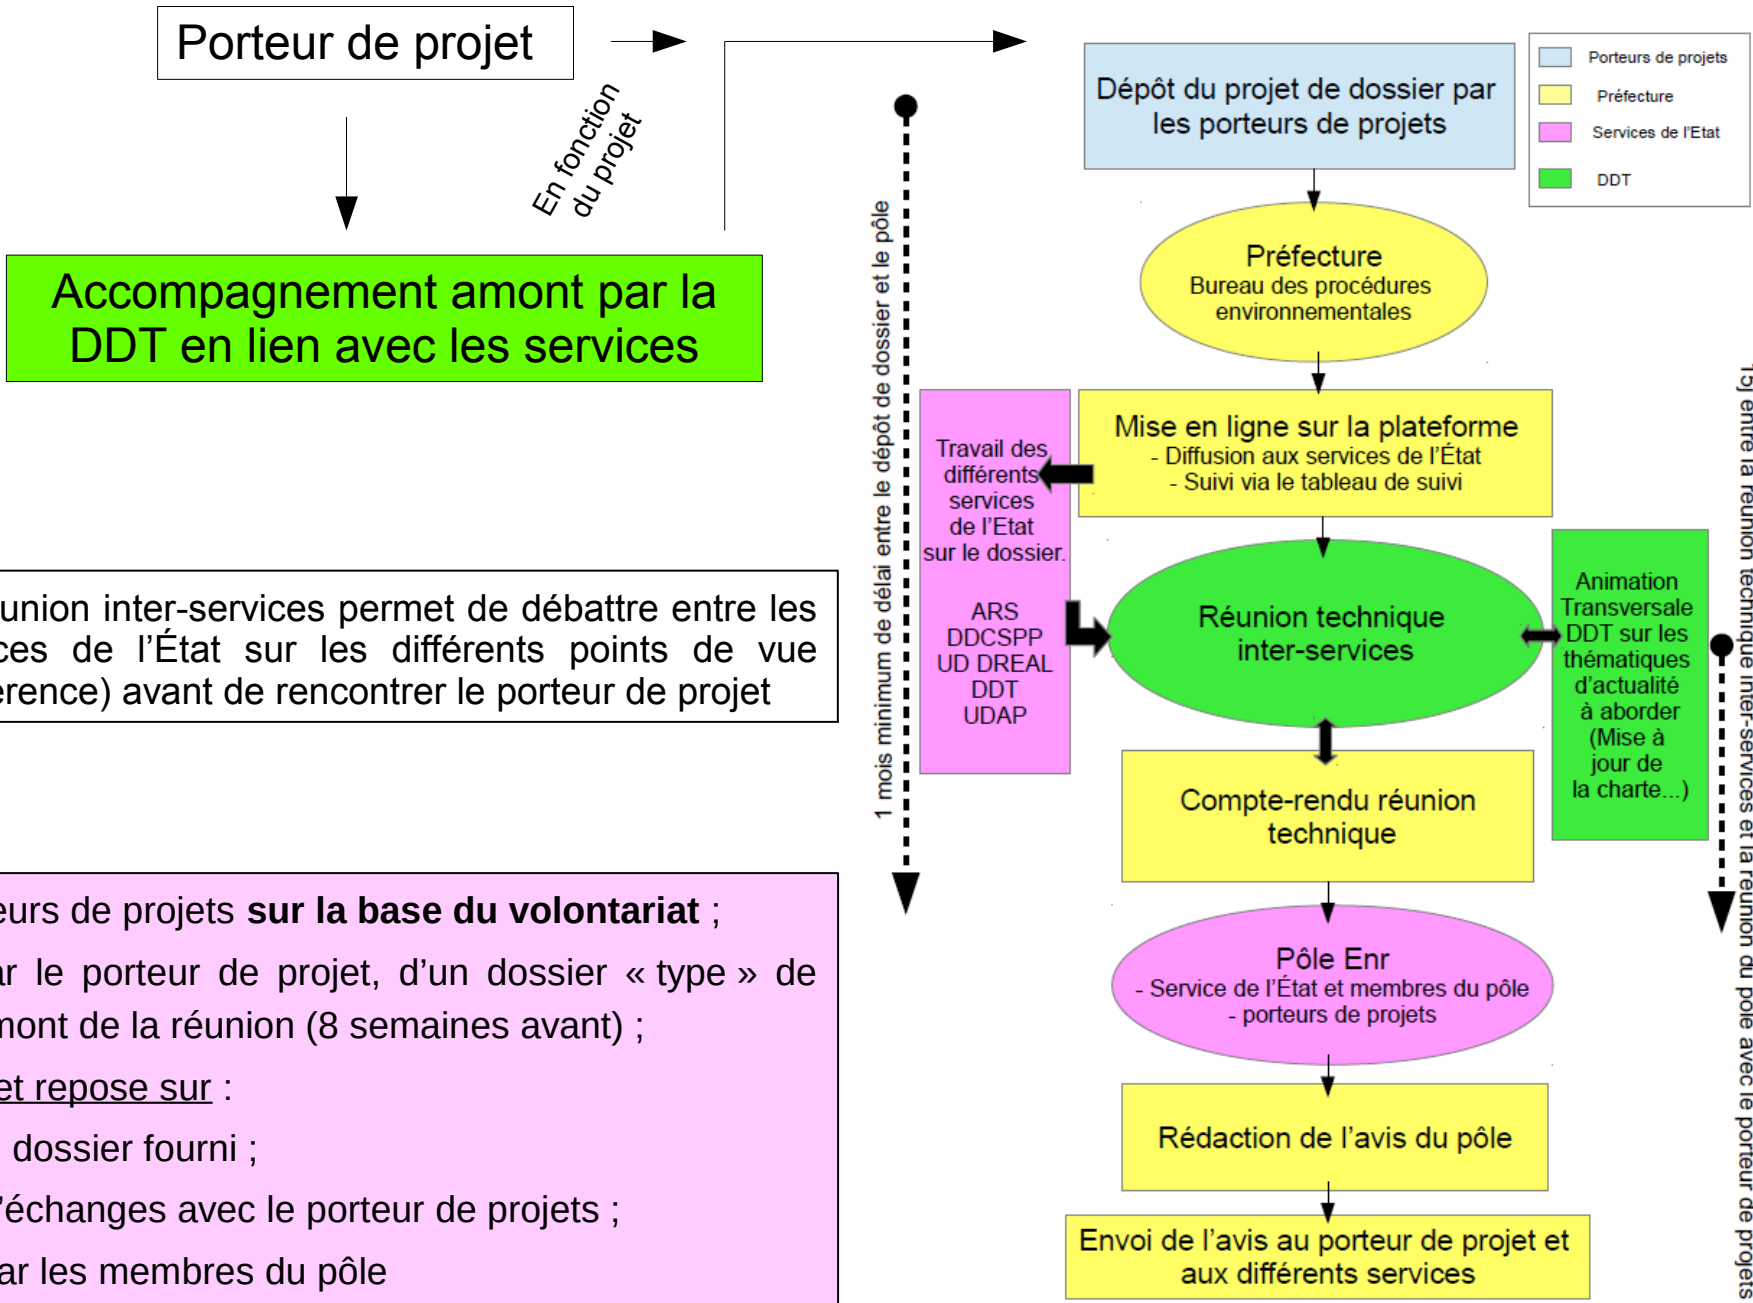 Porteur de projet
En fonction
du projet
Accompagnement amont par la
DDT en lien avec les services
union inter-services permet de débattre entre les
ces de l’État sur les différents points de vue
érence) avant de rencontrer le porteur de projet
eurs de projets sur la base du volontariat ;
ar le porteur de projet, d’un dossier « type » de
mont de la réunion (8 semaines avant) ;
et repose sur :
dossier fourni ;
’échanges avec le porteur de projets ;
ar les membres du pôle
1 mois minimum de délai entre le dépôt de dossier et le pôle
Dépôt du projet de dossier par
les porteurs de projets
Porteurs de projets
Préfecture
Services de l'Etat
DDT
Préfecture
Bureau des procédures
environnementales
Mise en ligne sur la plateforme
- Diffusion aux services de l’État
- Suivi via le tableau de suivi
Travail des
différents
services
de l’Etat
sur le dossier.
ARS
DDCSPP
UD DREAL
DDT
UDAP
Réunion technique
inter-services
Animation
Transversale
DDT sur les
thématiques
d’actualité
à aborder
(Mise à
jour de
la charte...)
Compte-rendu réunion
technique
Pôle Enr
- Service de l’État et membres du pôle
- porteurs de projets
Rédaction de l’avis du pôle
Envoi de l’avis au porteur de projet et
aux différents services
15j entre la réunion technique inter-services et la réunion du pôle avec le porteur de projets